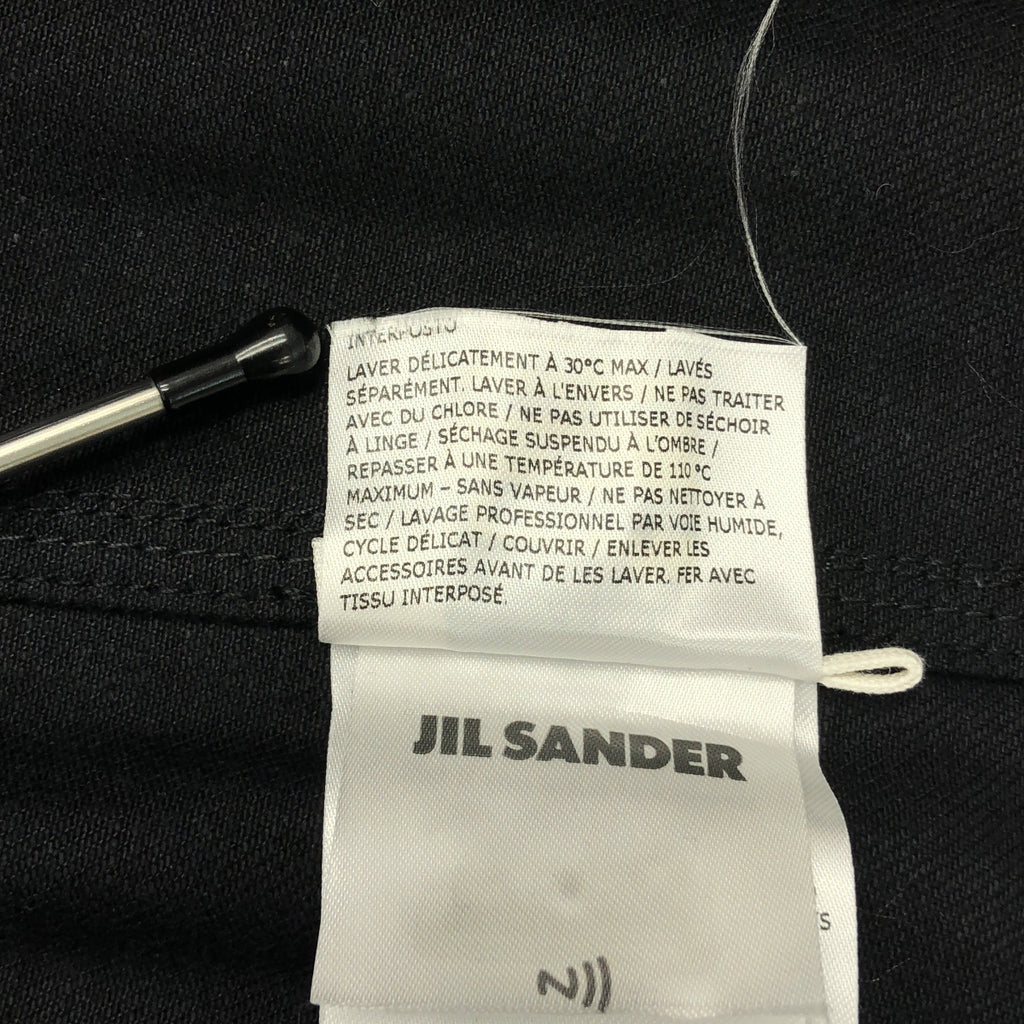 INTERPOSTO
LAVER DÉLICATEMENT À 30°C MAX / LAVÉS
SÉPARÉMENT. LAVER À L'ENVERS / NE PAS TRAITER
AVEC DU CHLORE / NE PAS UTILISER DE SÉCHOIR
À LINGE / SÉCHAGE SUSPENDU À L'OMBRE /
REPASSER À UNE TEMPÉRATURE DE 110°C
MAXIMUM – SANS VAPEUR / NE PAS NETTOYER À
SEC / LAVAGE PROFESSIONNEL PAR VOIE HUMIDE,
CYCLE DÉLICAT / COUVRIR / ENLEVER LES
ACCESSOIRES AVANT DE LES LAVER. FER AVEC
TISSU INTERPOSÉ.
JIL SANDER